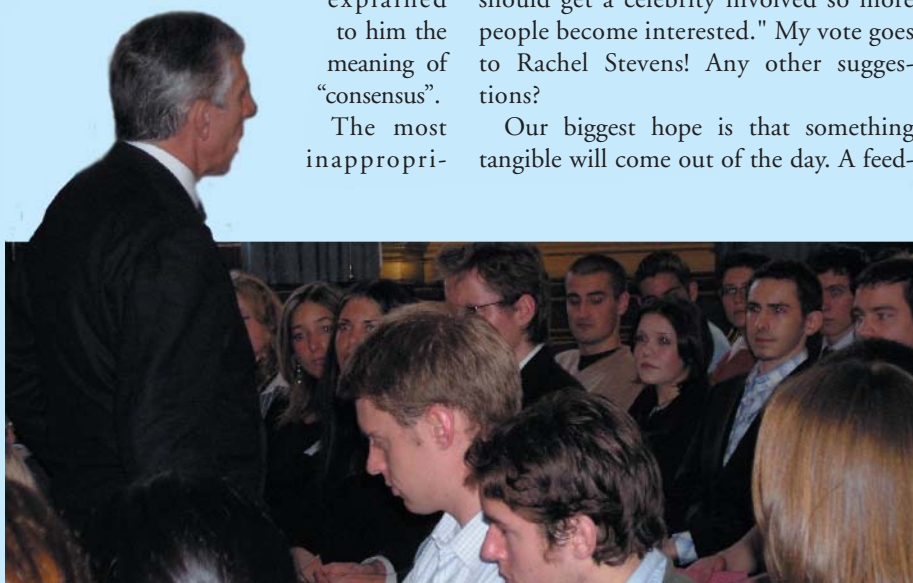 explained
to him the
meaning of
“consensus”.
The most
inappropri-
should get a celebrity involved so more
people become interested." My vote goes
to Rachel Stevens! Any other sugges-
tions?
Our biggest hope is that something
tangible will come out of the day. A feed-